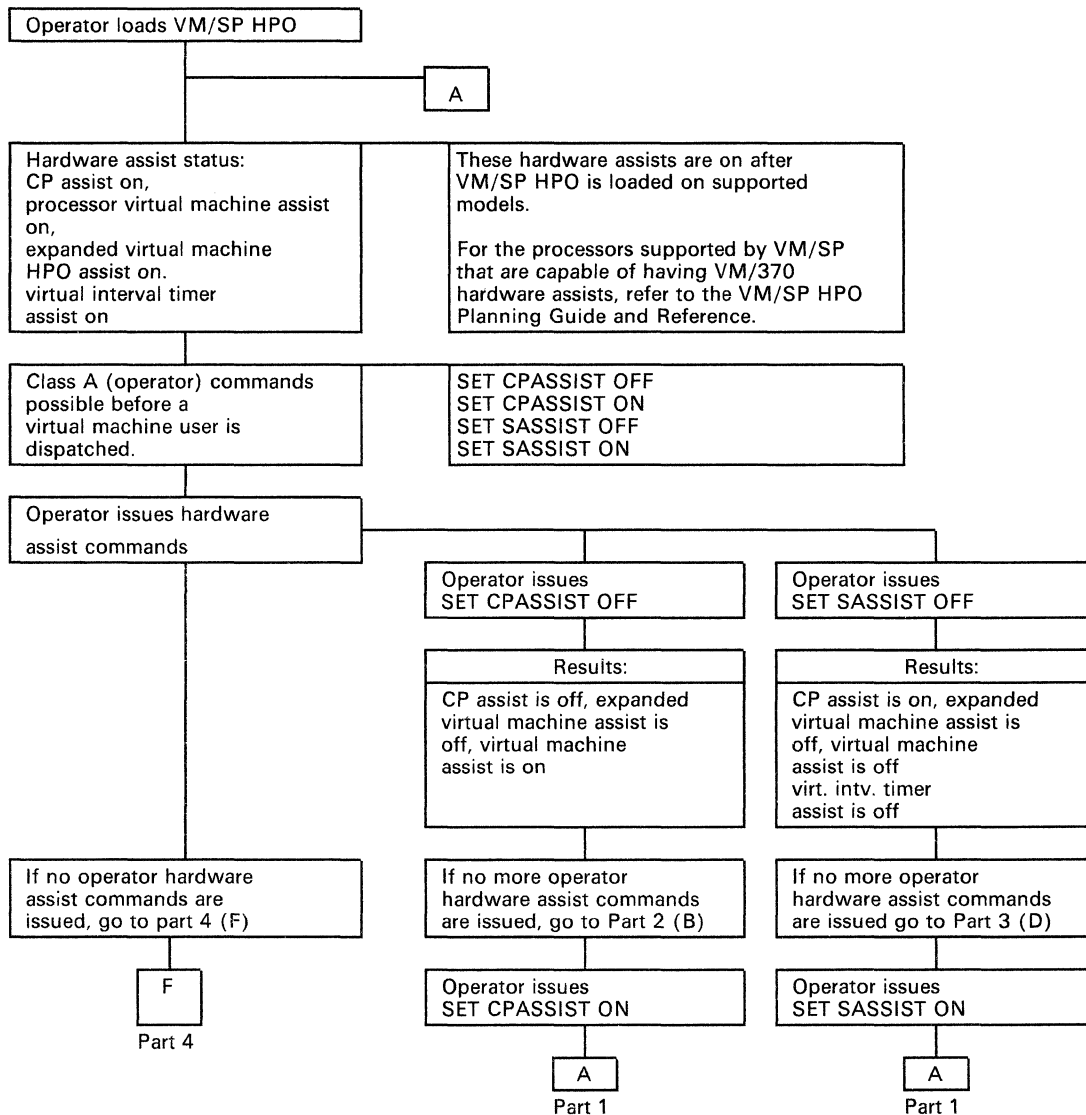 Operator loads VM/SP HPO
A
Hardware assist status:
CP assist on,
processor virtual machine assist
on,
expanded virtual machine
HPO assist on.
virtual interval timer
assist on
These hardware assists are on after
VM/SP HPO is loaded on supported
models.
For the processors supported by VM/SP
that are capable of having VM/370
hardware assists, refer to the VM/SP HPO
Planning Guide and Reference.
Class A (operator) commands
possible before a
virtual machine user is
dispatched.
SET CPASSIST OFF
SET CPASSIST ON
SET SASSIST OFF
SET SASSIST ON
Operator issues hardware
assist commands
Operator issues
SET CPASSIST OFF
Results:
CP assist is off, expanded
virtual machine assist is
off, virtual machine
assist is on
Operator issues
SET SASSIST OFF
Results:
CP assist is on, expanded
virtual machine assist is
off, virtual machine
assist is off
virt. intv. timer
assist is off
If no operator hardware
assist commands are
issued, go to part 4 (F)
F
Part 4
If no more operator
hardware assist commands
are issued, go to Part 2 (B)
Operator issues
SET CPASSIST ON
A
Part 1
If no more operator
hardware assist commands
are issued go to Part 3 (D)
Operator issues
SET SASSIST ON
A
Part 1